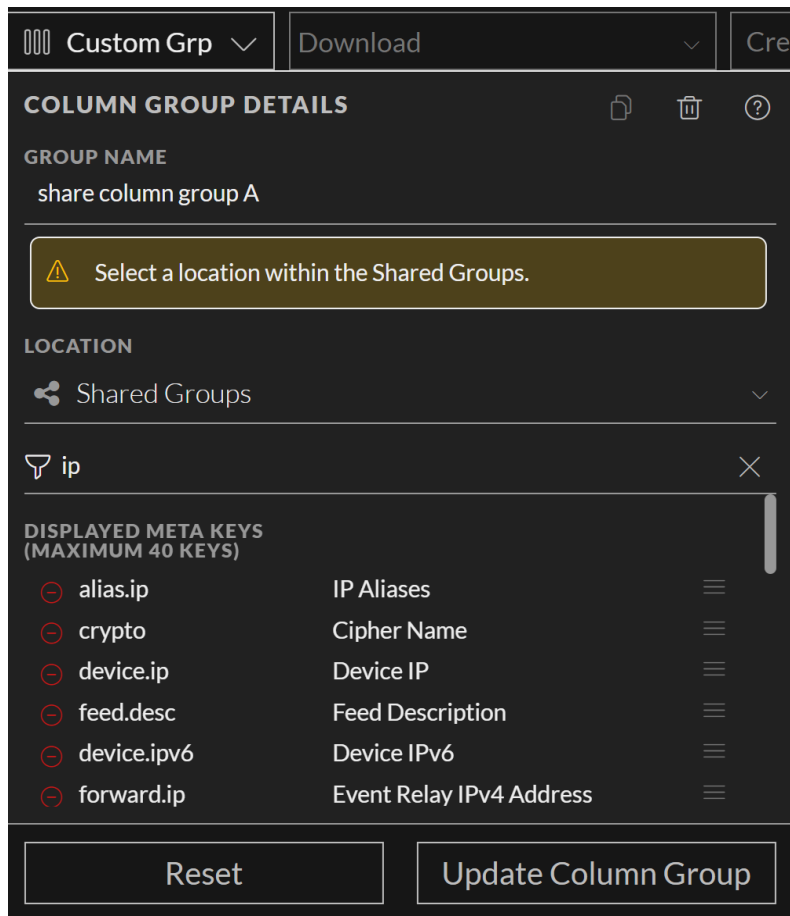 Custom Grp Download Cre
COLUMN GROUP DETAILS
GROUP NAME
share column group A
Select a location within the Shared Groups.
LOCATION
Shared Groups
ip
DISPLAYED META KEYS
(MAXIMUM 40 KEYS)
alias.ip IP Aliases
crypto Cipher Name
device.ip Device IP
feed.desc Feed Description
device.ipv6 Device IPv6
forward.ip Event Relay IPv4 Address
Reset Update Column Group